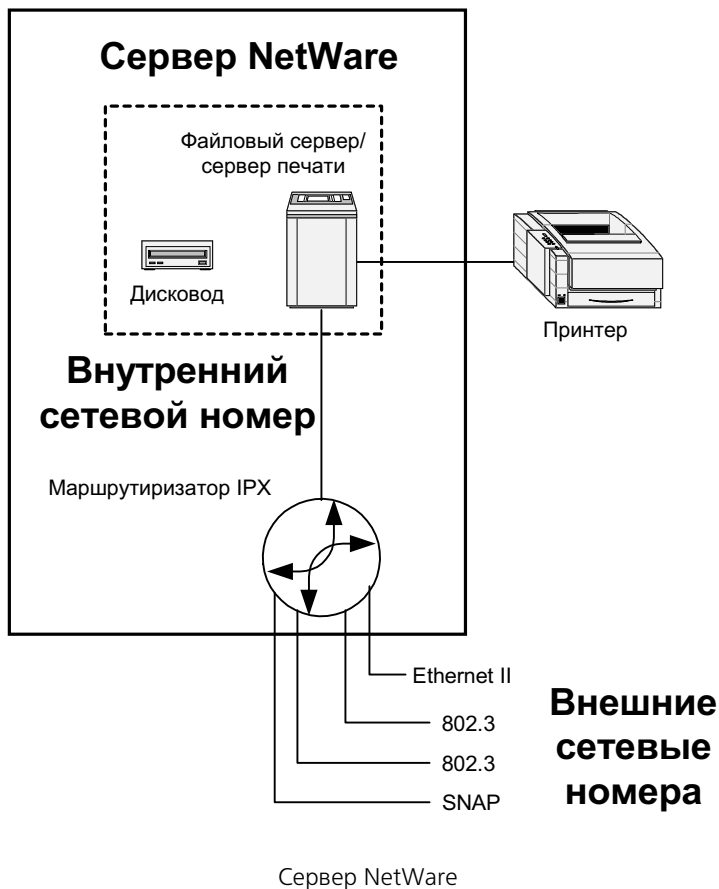 Сервер NetWare
Файловый сервер/
сервер печати
Дисковод
Принтер
Внутренний
сетевой номер
Маршрутиризатор IPX
Ethernet II
802.3
802.3
SNAP
Внешние
сетевые
номера
Сервер NetWare